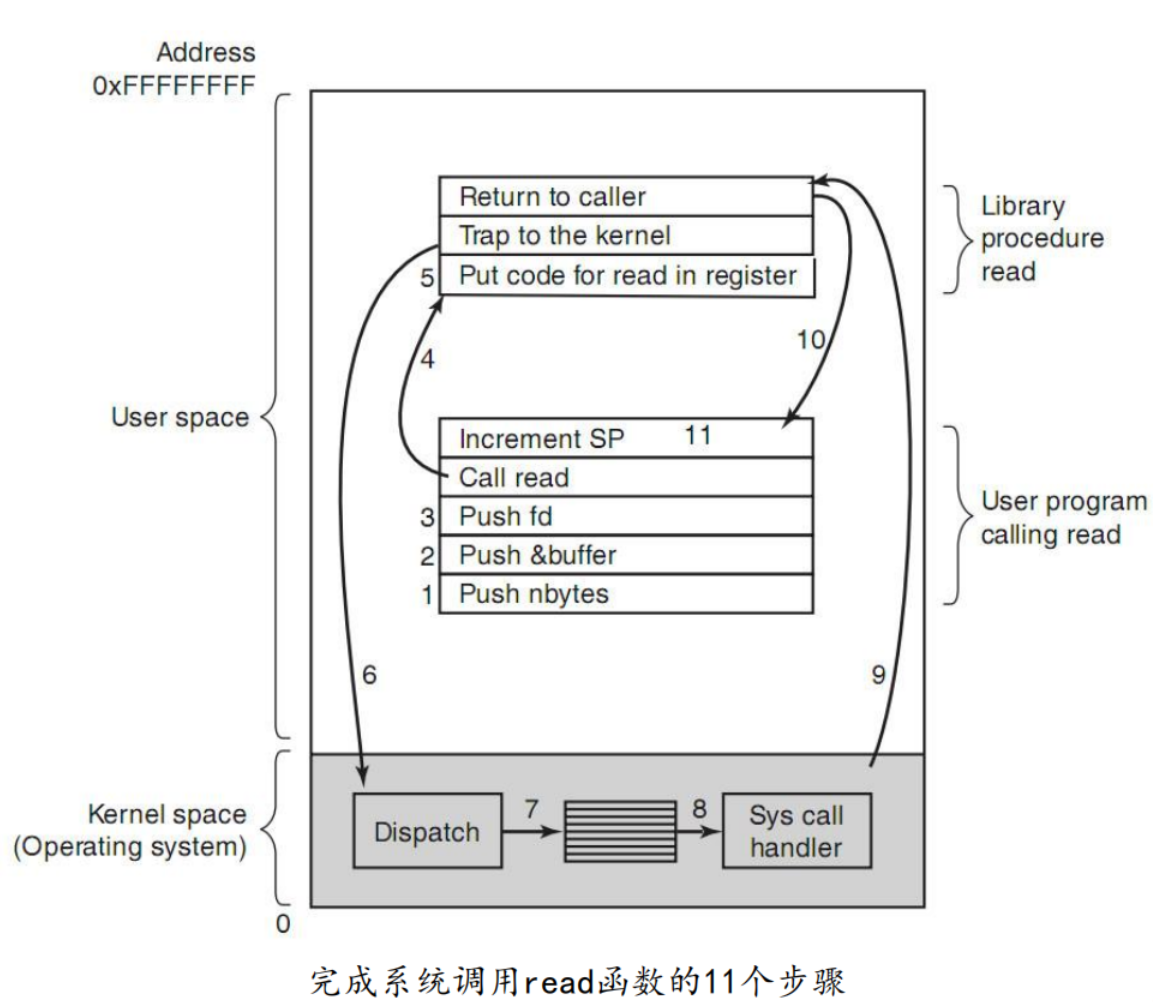 Address
0xFFFFFFFF
Return to caller
Trap to the kernel
5 Put code for read in register
Library
procedure
read
4
10
User space
Increment SP 11
Call read
3 Push fd
2 Push &buffer
1 Push nbytes
User program
calling read
6
9
Kernel space
(Operating system)
Dispatch
7
8
Sys call
handler
0
完成系统调用read函数的11个步骤